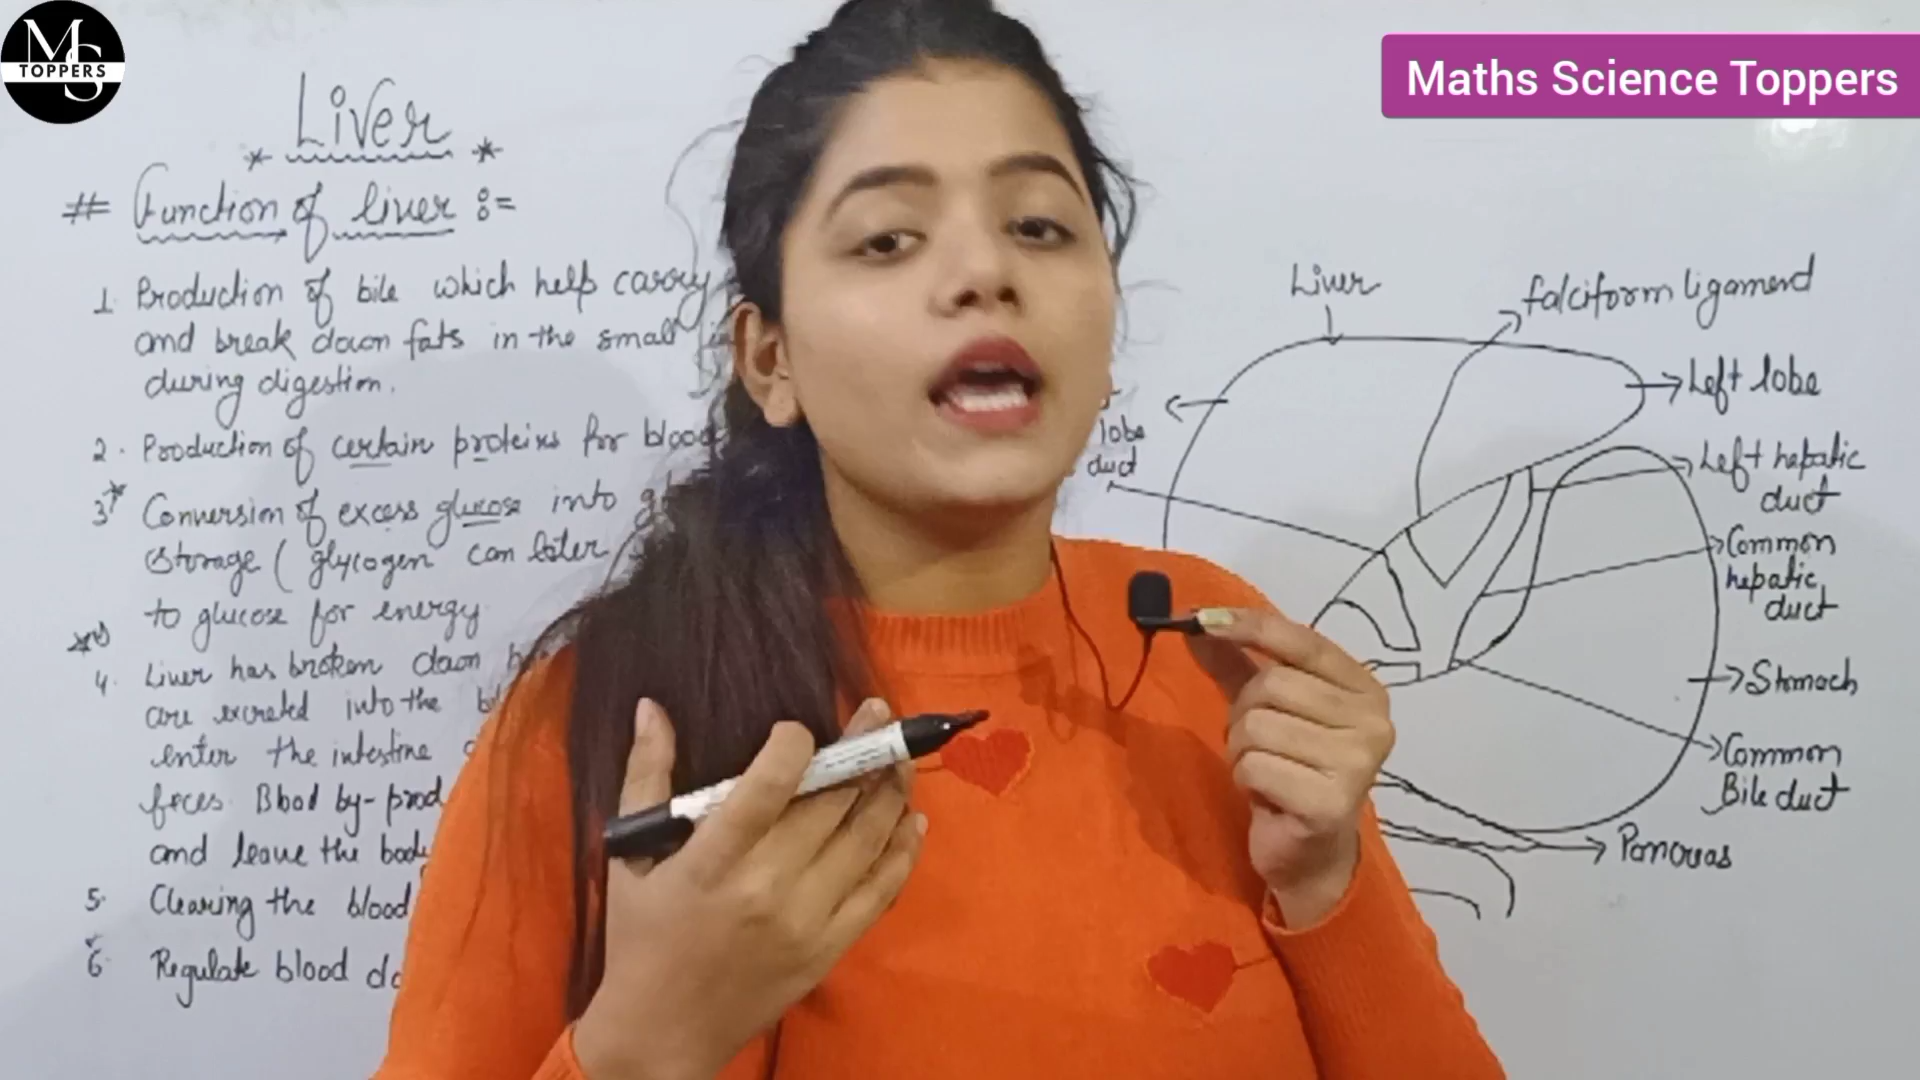 MS
TOPPERS
Maths Science Toppers
Liver
# Function of liver :=
1. Production of bile which help carry
and break down fats in the small
during digestion.
2. Production of certain proteins for blood
3* Conversion of excess glucose into
storage ( glycogen can later
to glucose for energy
4. Liver has broken down
are excreted into the
enter the intestine
feces. Blood by-prod
and leave the body
5. Clearing the blood
6. Regulate blood
Liver
falciform ligament
Left lobe
lobe
duct
Left hepatic
duct
Common
hepatic
duct
Stomach
Common
Bile duct
Pancreas